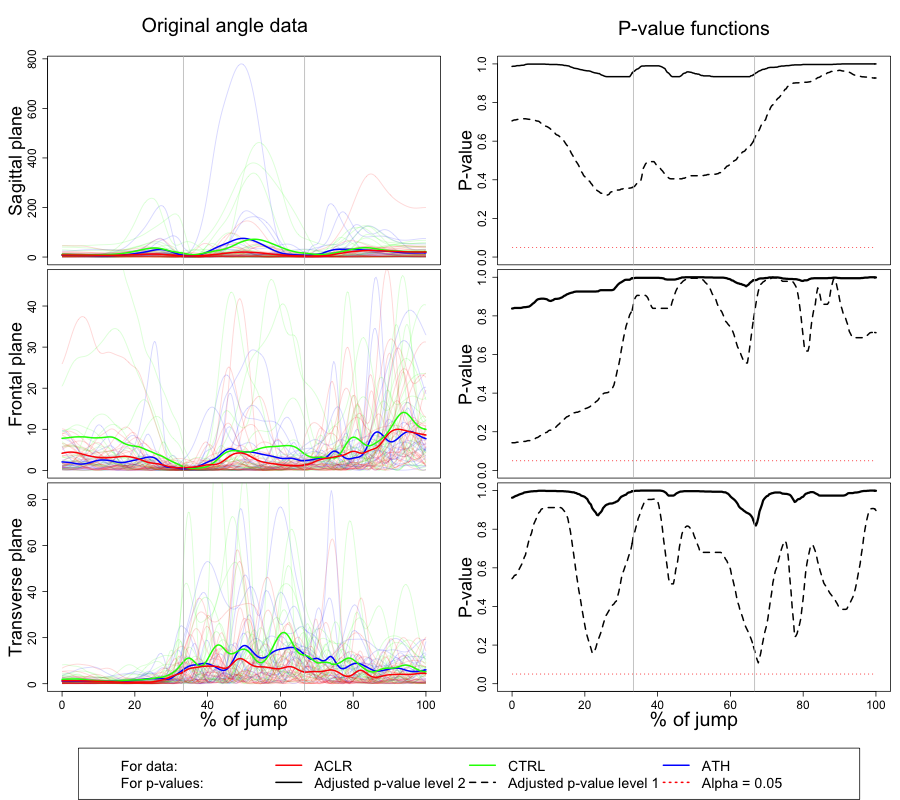 Original angle data
P-value functions
Sagittal plane
0 200 400 600 800
P-value
0.0 0.2 0.4 0.6 0.8 1.0
Frontal plane
0 10 20 30 40
P-value
0.0 0.2 0.4 0.6 0.8 1.0
Transverse plane
0 20 40 60 80
P-value
0.0 0.2 0.4 0.6 0.8 1.0
0 20 40 60 80 100
0 20 40 60 80 100
% of jump
% of jump
For data: ACLR CTRL ATH
For p-values: Adjusted p-value level 2 Adjusted p-value level 1 Alpha = 0.05